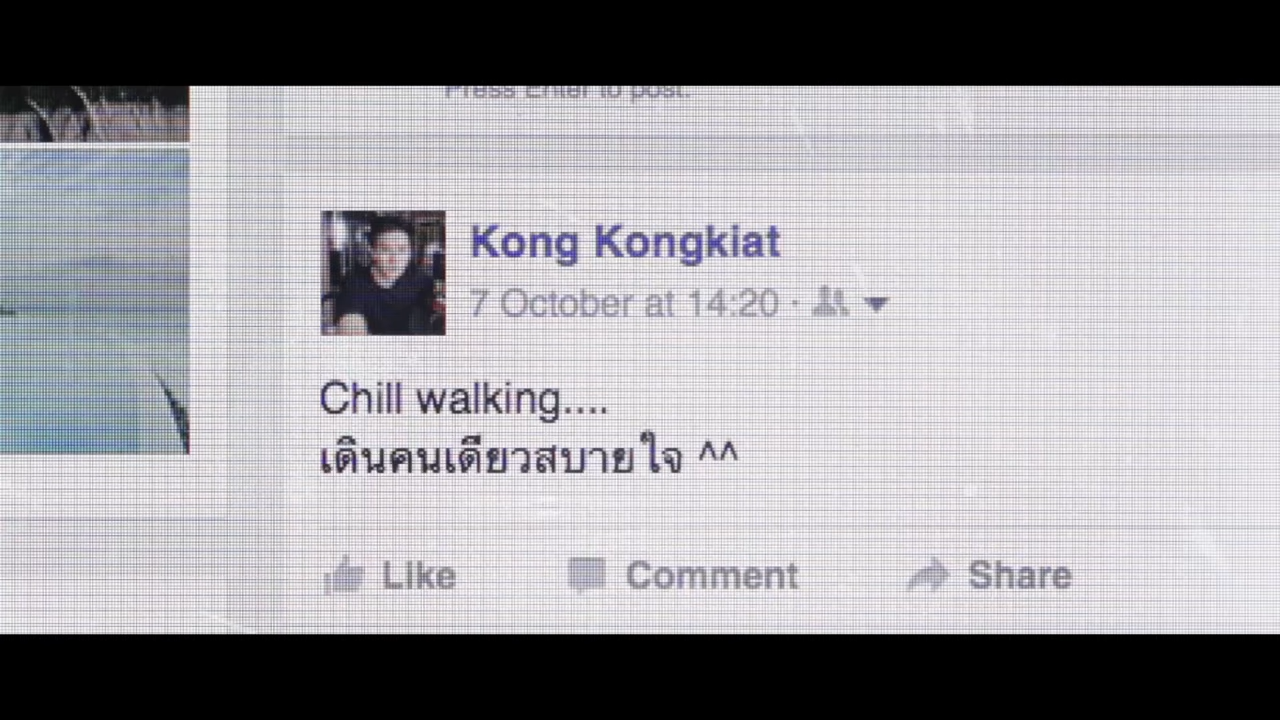 Press Enter to post.
Kong Kongkiat
7 October at 14:20 ·
Chill walking....
เดินคนเดียวสบายใจ ^^
Like
Comment
Share